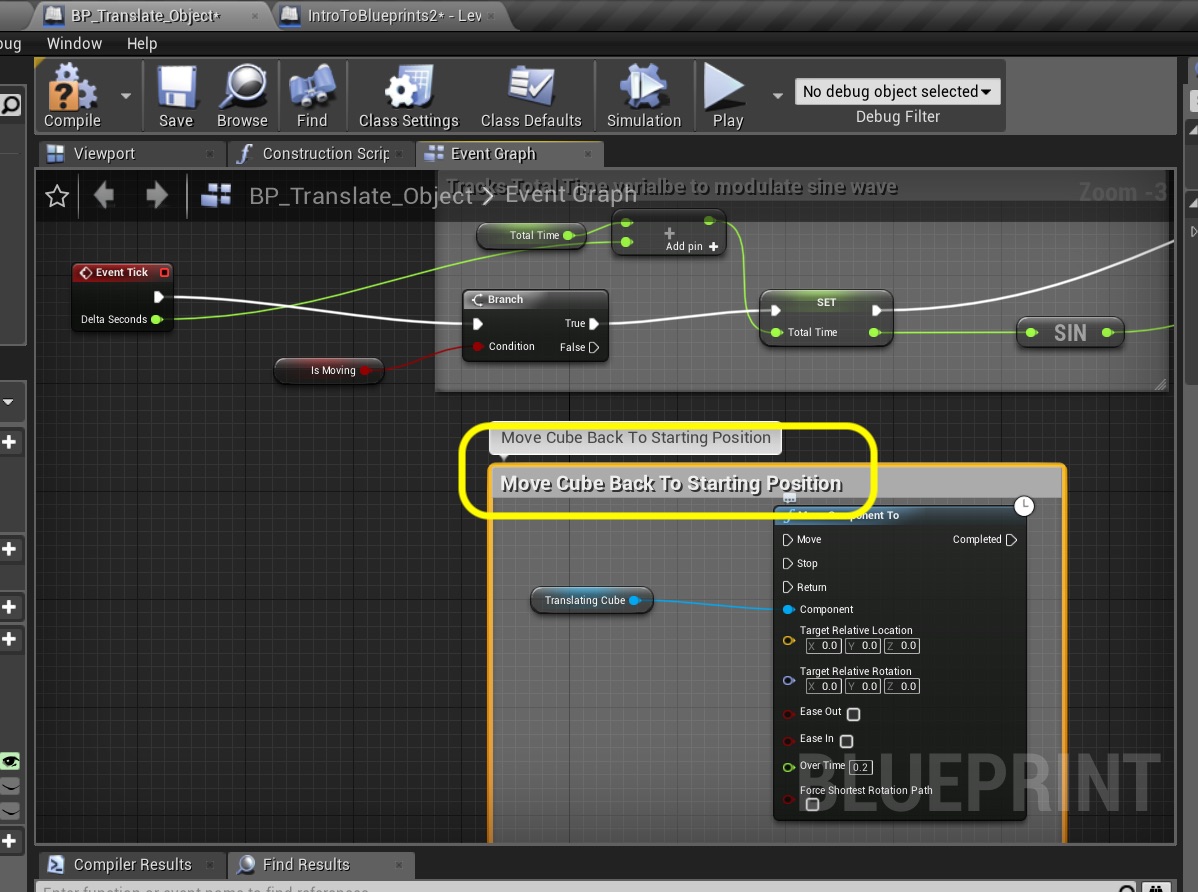 BP_Translate_Object*
IntroToBlueprints2* - Lev
bug Window Help
Compile Save Browse Find Class Settings Class Defaults Simulation Play
No debug object selected
Debug Filter
Viewport Construction Scrip Event Graph
Tracks Total Time varialbe to modulate sine wave
BP_Translate_Object > Event Graph
Zoom -3
Total Time
Add pin +
Event Tick
Delta Seconds
Is Moving
Branch
True
Condition False
SET
Total Time
SIN
Move Cube Back To Starting Position
Move Cube Back To Starting Position
Translating Cube
Move Component To
Move Completed
Stop
Return
Component
Target Relative Location
X 0.0 Y 0.0 Z 0.0
Target Relative Rotation
X 0.0 Y 0.0 Z 0.0
Ease Out
Ease In
Over Time 0.2
Force Shortest Rotation Path
BLUEPRINT
Compiler Results Find Results
Enter function or event name to find references